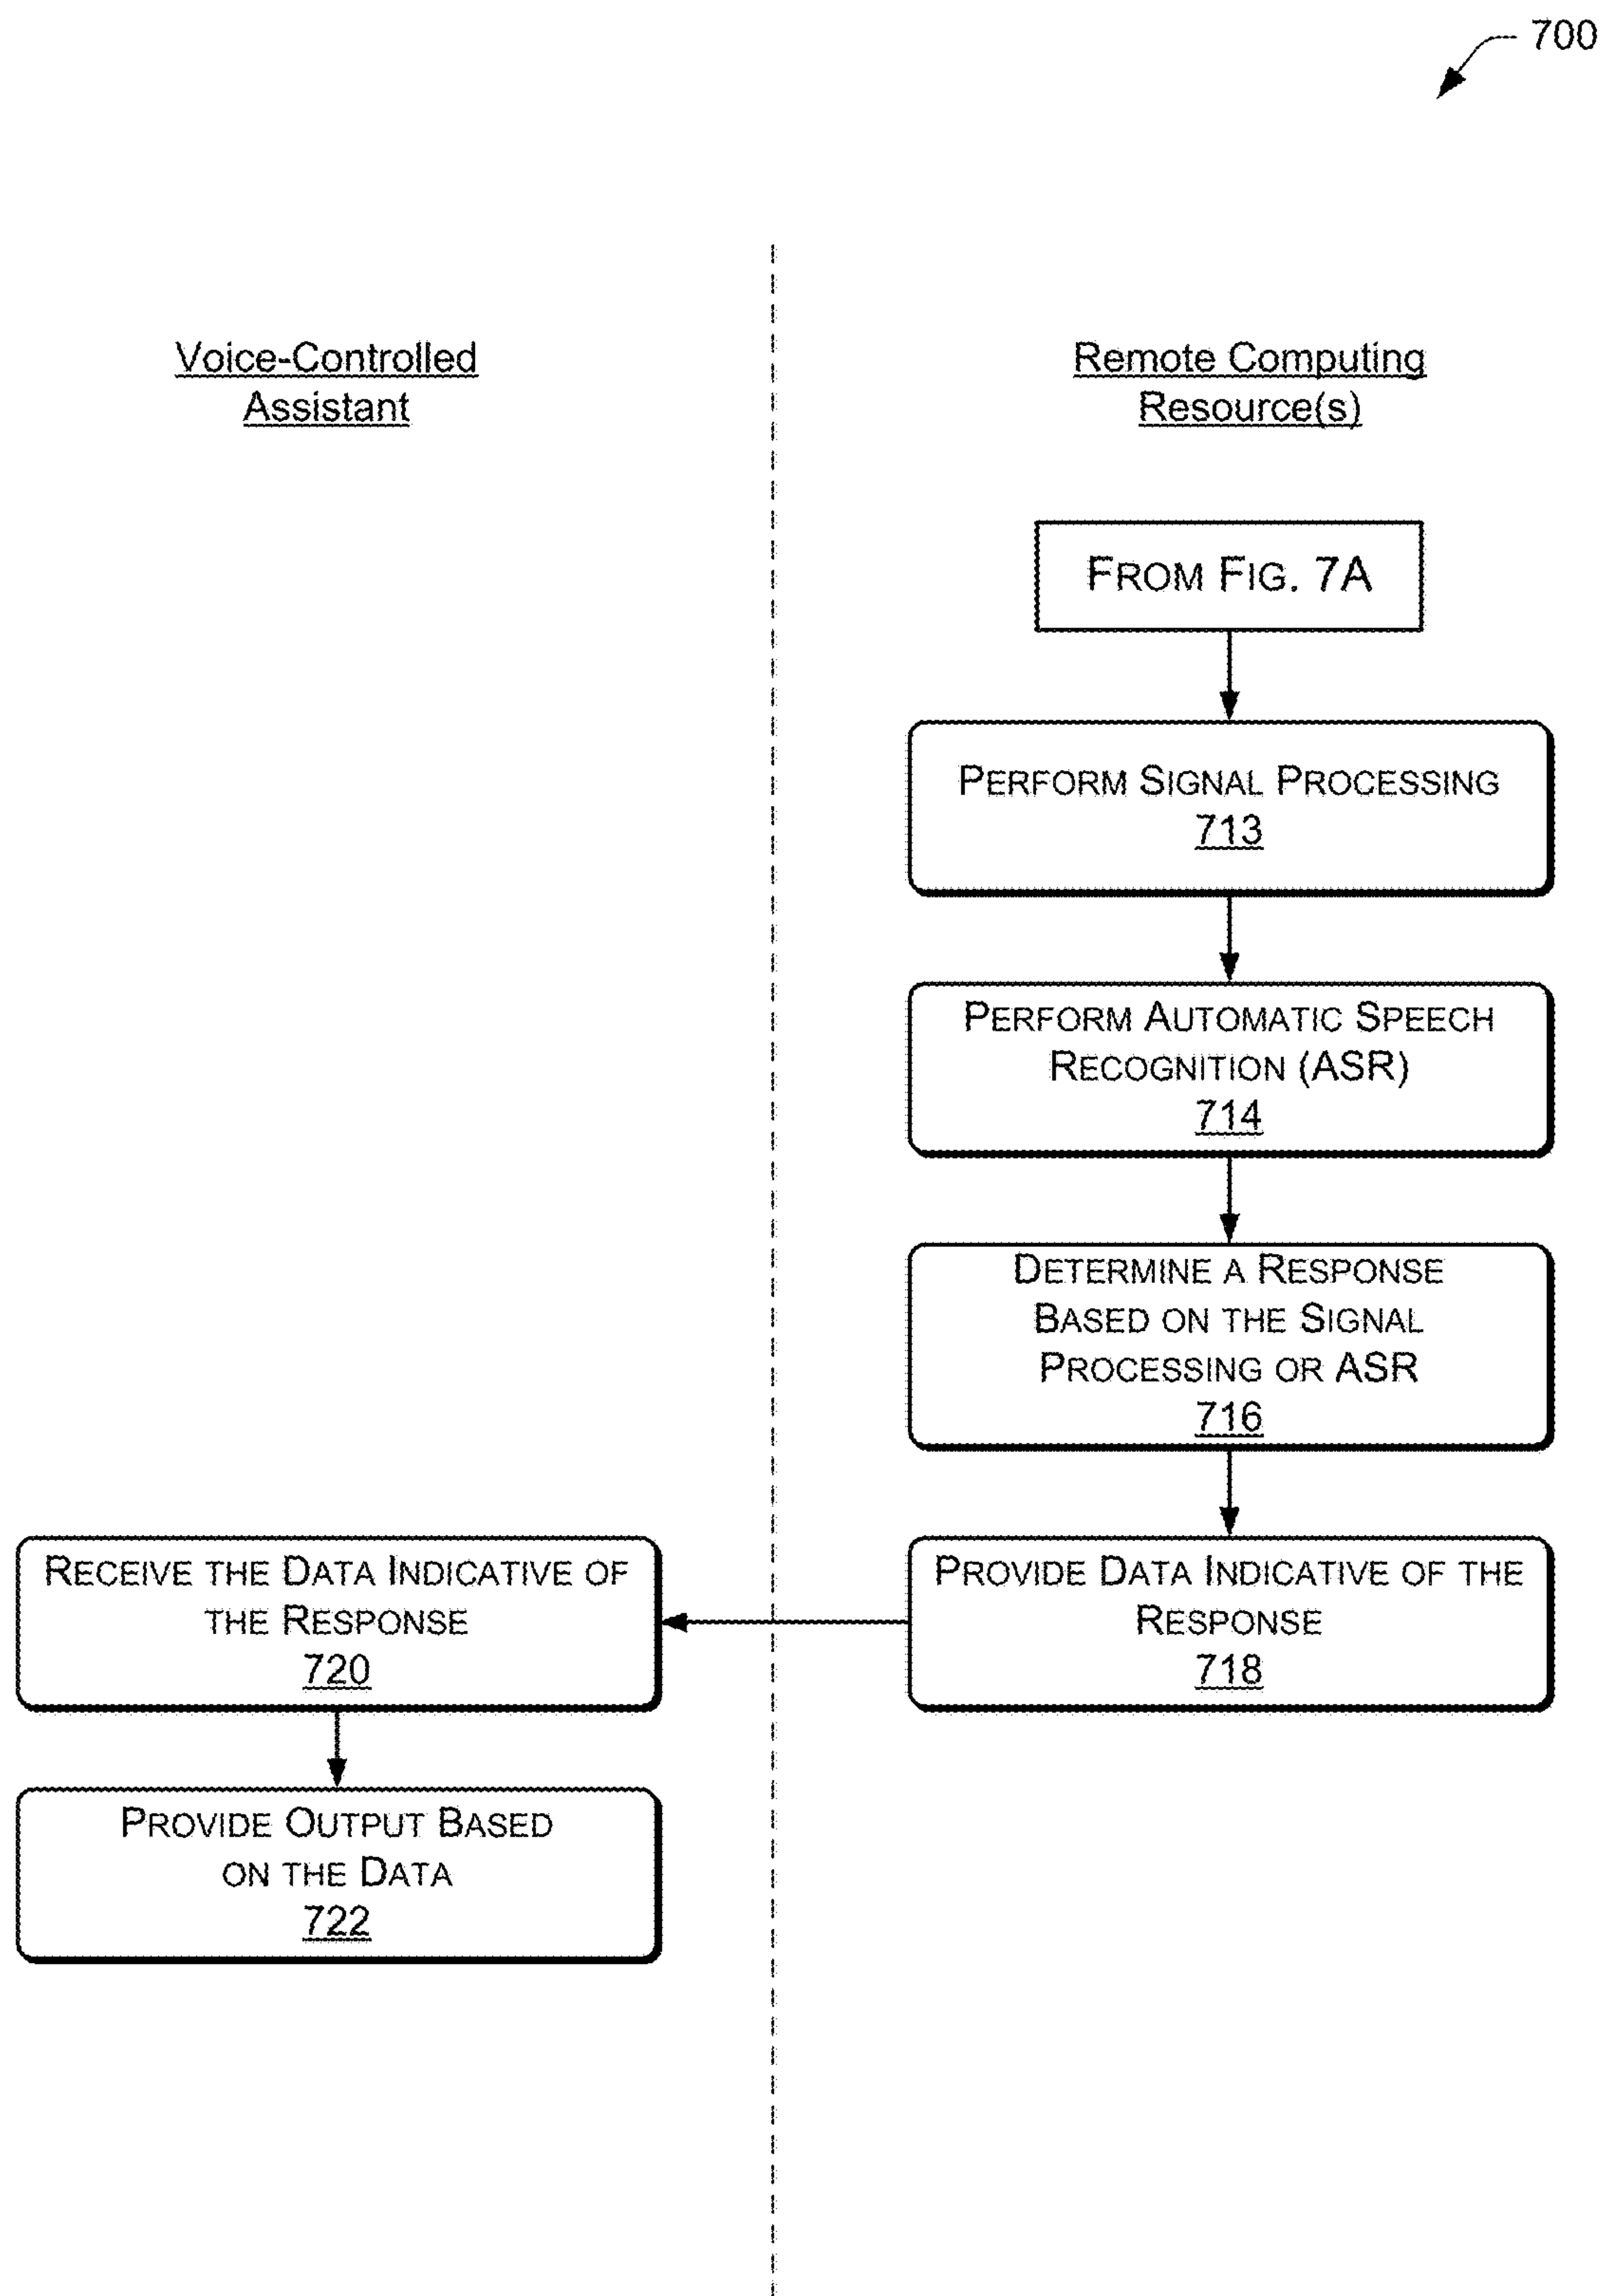 700
Voice-Controlled
Assistant
Remote Computing
Resource(s)
FROM FIG. 7A
PERFORM SIGNAL PROCESSING
713
PERFORM AUTOMATIC SPEECH
RECOGNITION (ASR)
714
DETERMINE A RESPONSE
BASED ON THE SIGNAL
PROCESSING OR ASR
716
PROVIDE DATA INDICATIVE OF THE
RESPONSE
718
RECEIVE THE DATA INDICATIVE OF
THE RESPONSE
720
PROVIDE OUTPUT BASED
ON THE DATA
722